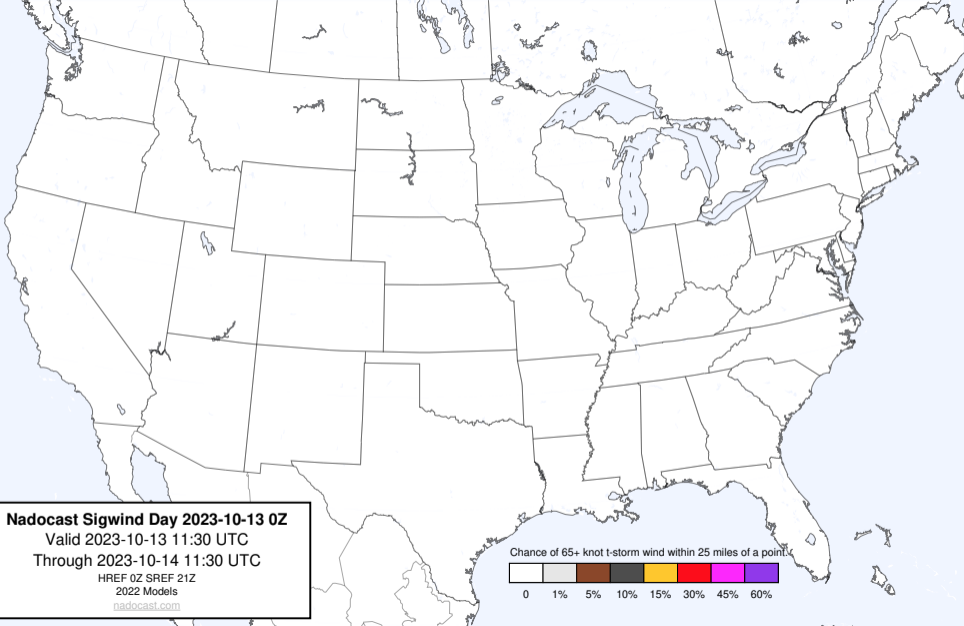 Nadocast Sigwind Day 2023-10-13 0Z
Valid 2023-10-13 11:30 UTC
Through 2023-10-14 11:30 UTC
HREF 0Z SREF 21Z
2022 Models
nadocast.com
Chance of 65+ knot t-storm wind within 25 miles of a point.
0 1% 5% 10% 15% 30% 45% 60%